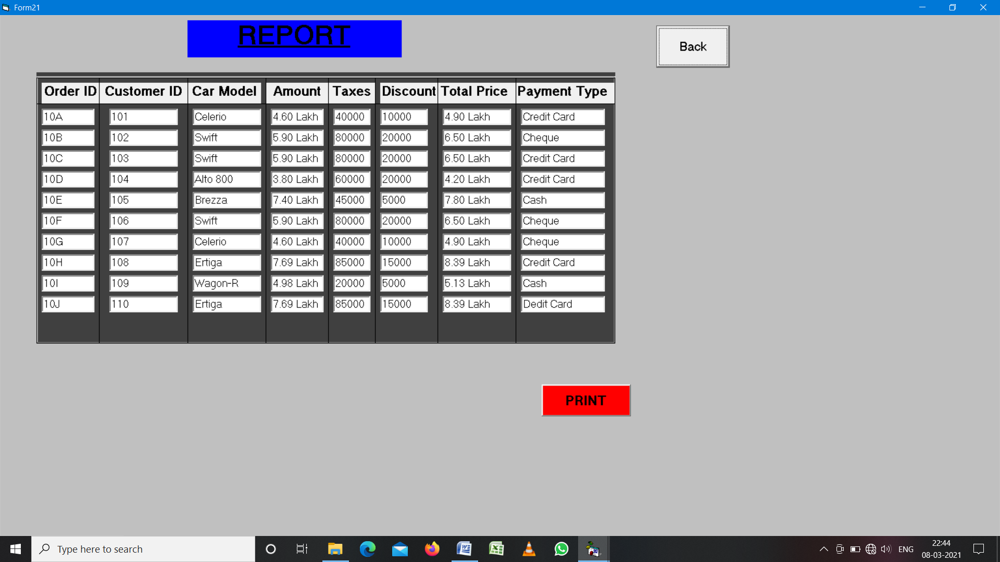 Form21
REPORT
Back
Order ID Customer ID Car Model Amount Taxes Discount Total Price Payment Type
10A 101 Celerio 4.60 Lakh 40000 10000 4.90 Lakh Credit Card
10B 102 Swift 5.90 Lakh 80000 20000 6.50 Lakh Cheque
10C 103 Swift 5.90 Lakh 80000 20000 6.50 Lakh Credit Card
10D 104 Alto 800 3.80 Lakh 60000 20000 4.20 Lakh Credit Card
10E 105 Brezza 7.40 Lakh 45000 5000 7.80 Lakh Cash
10F 106 Swift 5.90 Lakh 80000 20000 6.50 Lakh Cheque
10G 107 Celerio 4.60 Lakh 40000 10000 4.90 Lakh Cheque
10H 108 Ertiga 7.69 Lakh 85000 15000 8.39 Lakh Credit Card
10I 109 Wagon-R 4.98 Lakh 20000 5000 5.13 Lakh Cash
10J 110 Ertiga 7.69 Lakh 85000 15000 8.39 Lakh Dedit Card
PRINT
Type here to search
ENG
22:44
08-03-2021